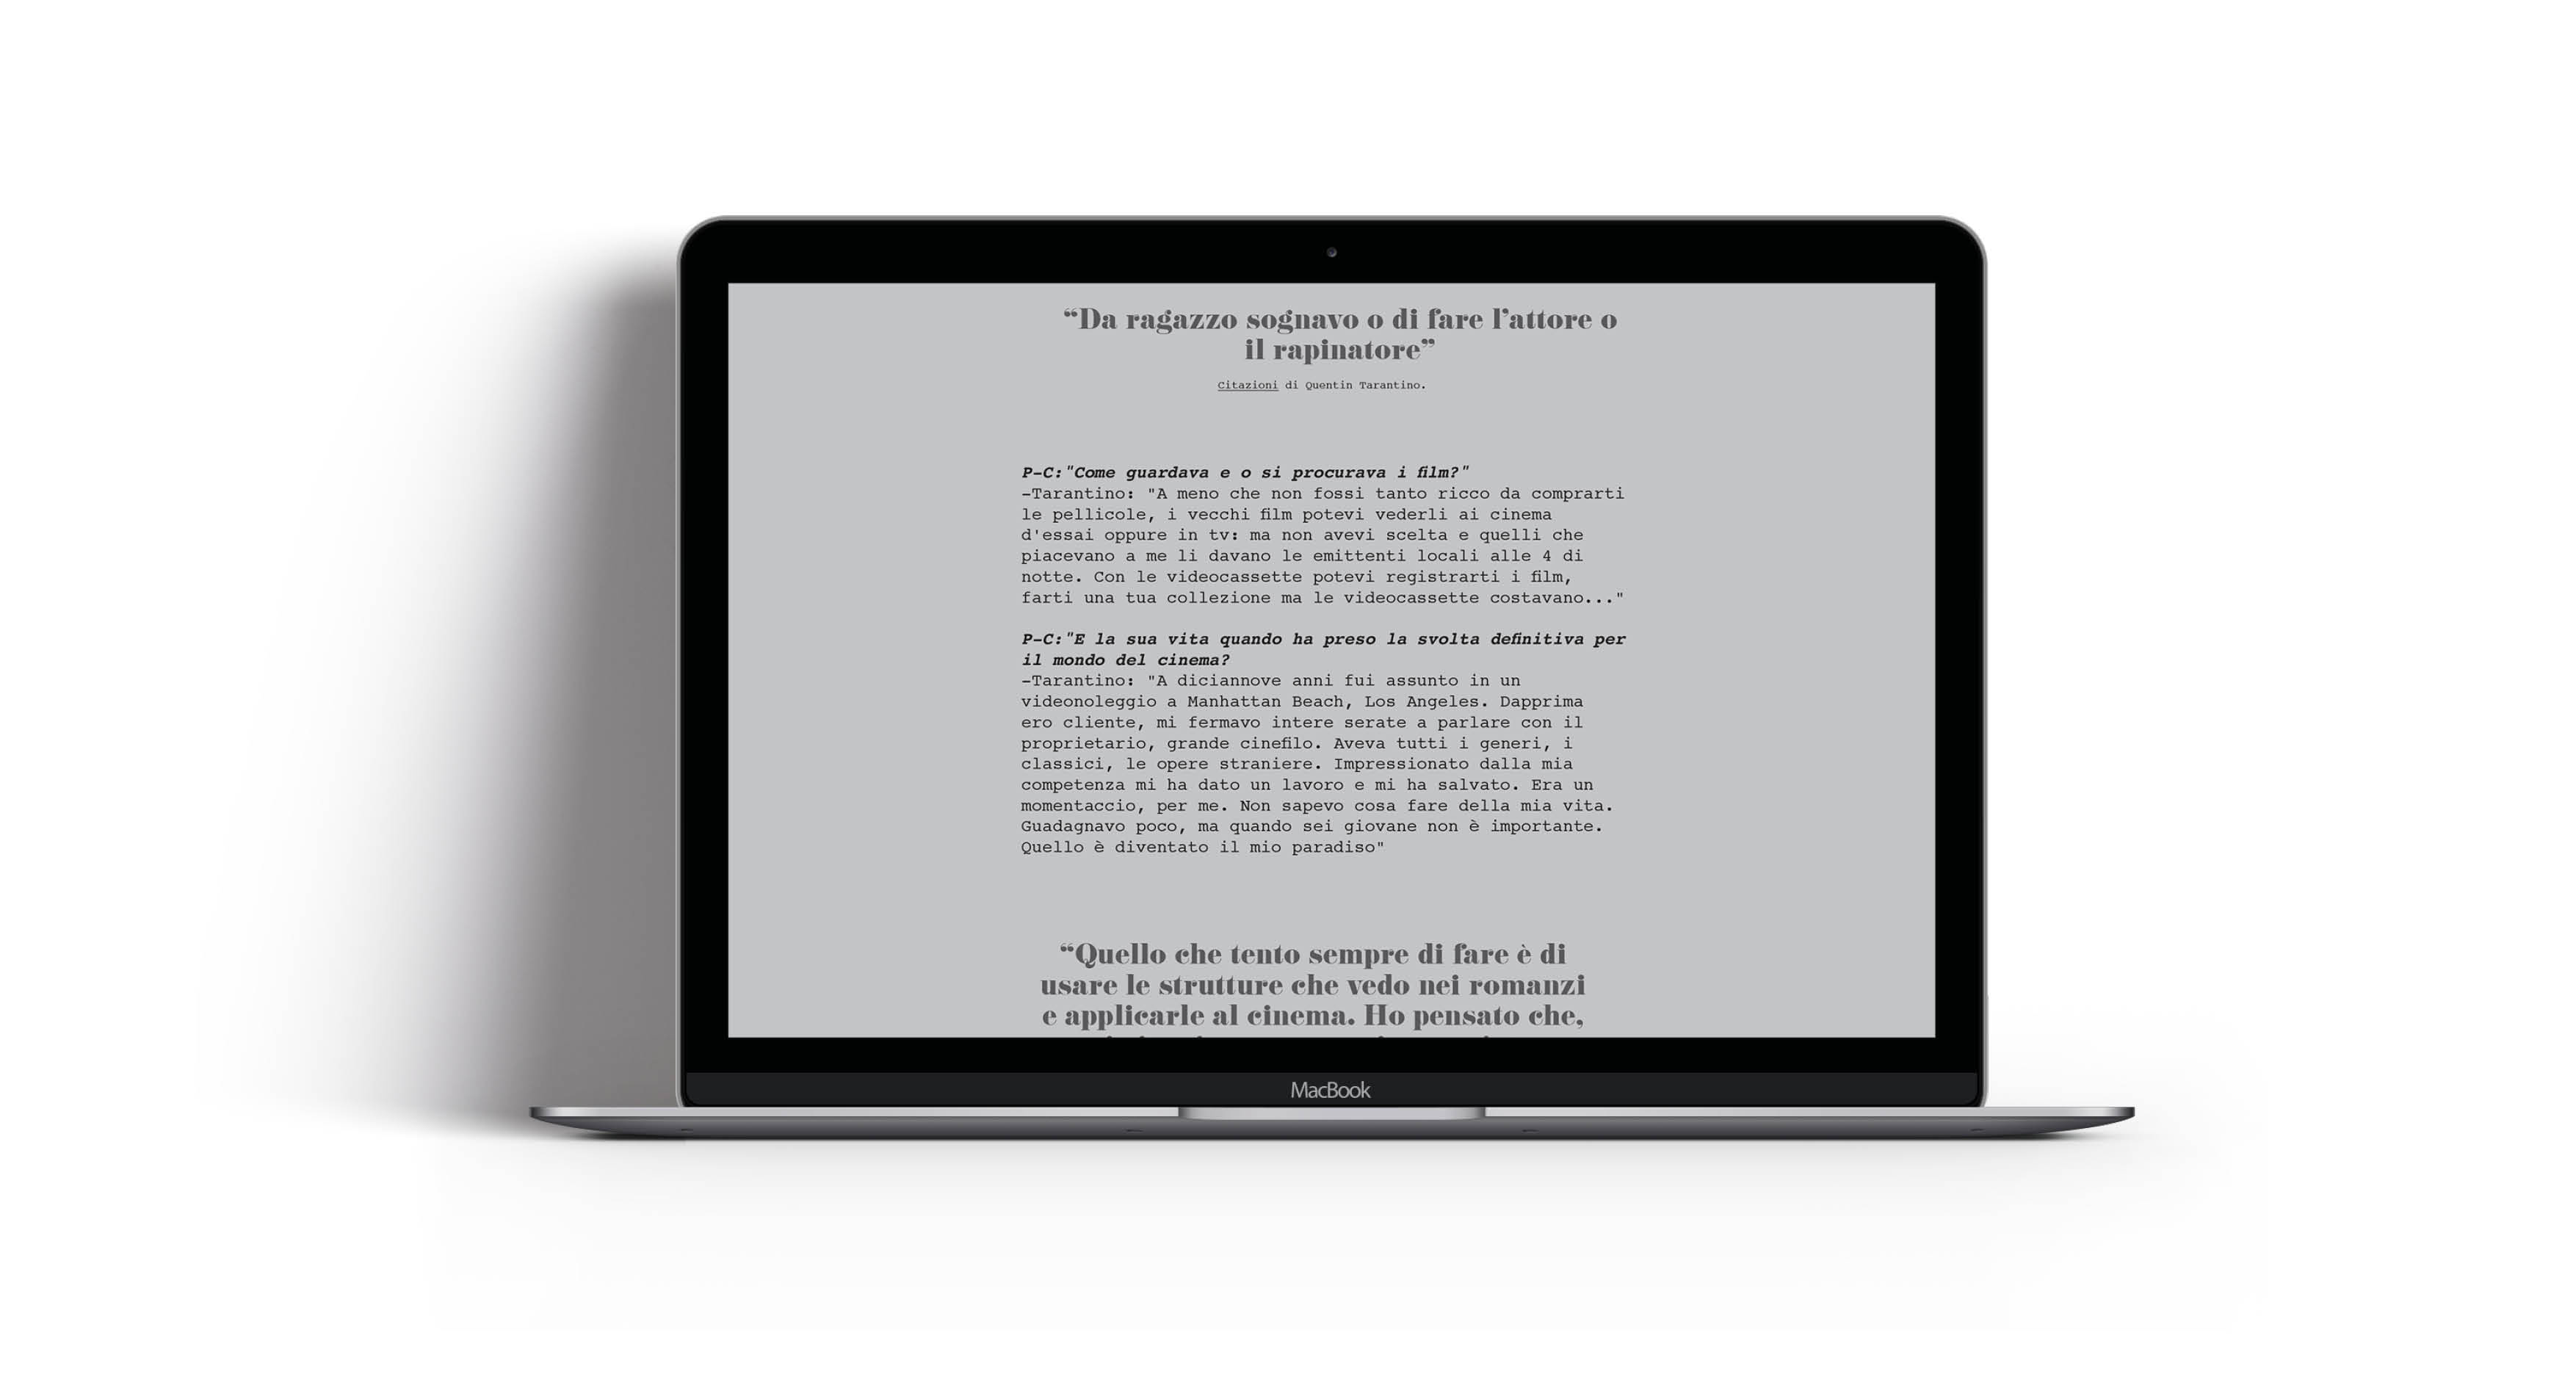 “Da ragazzo sognavo o di fare l’attore o
il rapinatore”
Citazioni di Quentin Tarantino.
P-C:"Come guardava e o si procurava i film?"
-Tarantino: "A meno che non fossi tanto ricco da comprarti
le pellicole, i vecchi film potevi vederli ai cinema
d'essai oppure in tv: ma non avevi scelta e quelli che
piacevano a me li davano le emittenti locali alle 4 di
notte. Con le videocassette potevi registrarti i film,
farti una tua collezione ma le videocassette costavano..."
P-C:"E la sua vita quando ha preso la svolta definitiva per
il mondo del cinema?
-Tarantino: "A diciannove anni fui assunto in un
videonoleggio a Manhattan Beach, Los Angeles. Dapprima
ero cliente, mi fermavo intere serate a parlare con il
proprietario, grande cinefilo. Aveva tutti i generi, i
classici, le opere straniere. Impressionato dalla mia
competenza mi ha dato un lavoro e mi ha salvato. Era un
momentaccio, per me. Non sapevo cosa fare della mia vita.
Guadagnavo poco, ma quando sei giovane non è importante.
Quello è diventato il mio paradiso"
“Quello che tento sempre di fare è di
usare le strutture che vedo nei romanzi
e applicarle al cinema. Ho pensato che,
MacBook